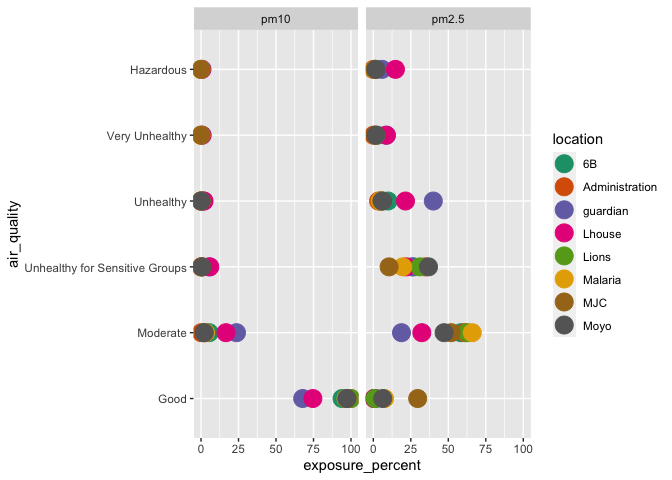 pm10 pm2.5
Hazardous
Very Unhealthy
Unhealthy
Unhealthy for Sensitive Groups
Moderate
Good
air_quality
0 25 50 75 100 0 25 50 75 100
exposure_percent
location
6B
Administration
guardian
Lhouse
Lions
Malaria
MJC
Moyo